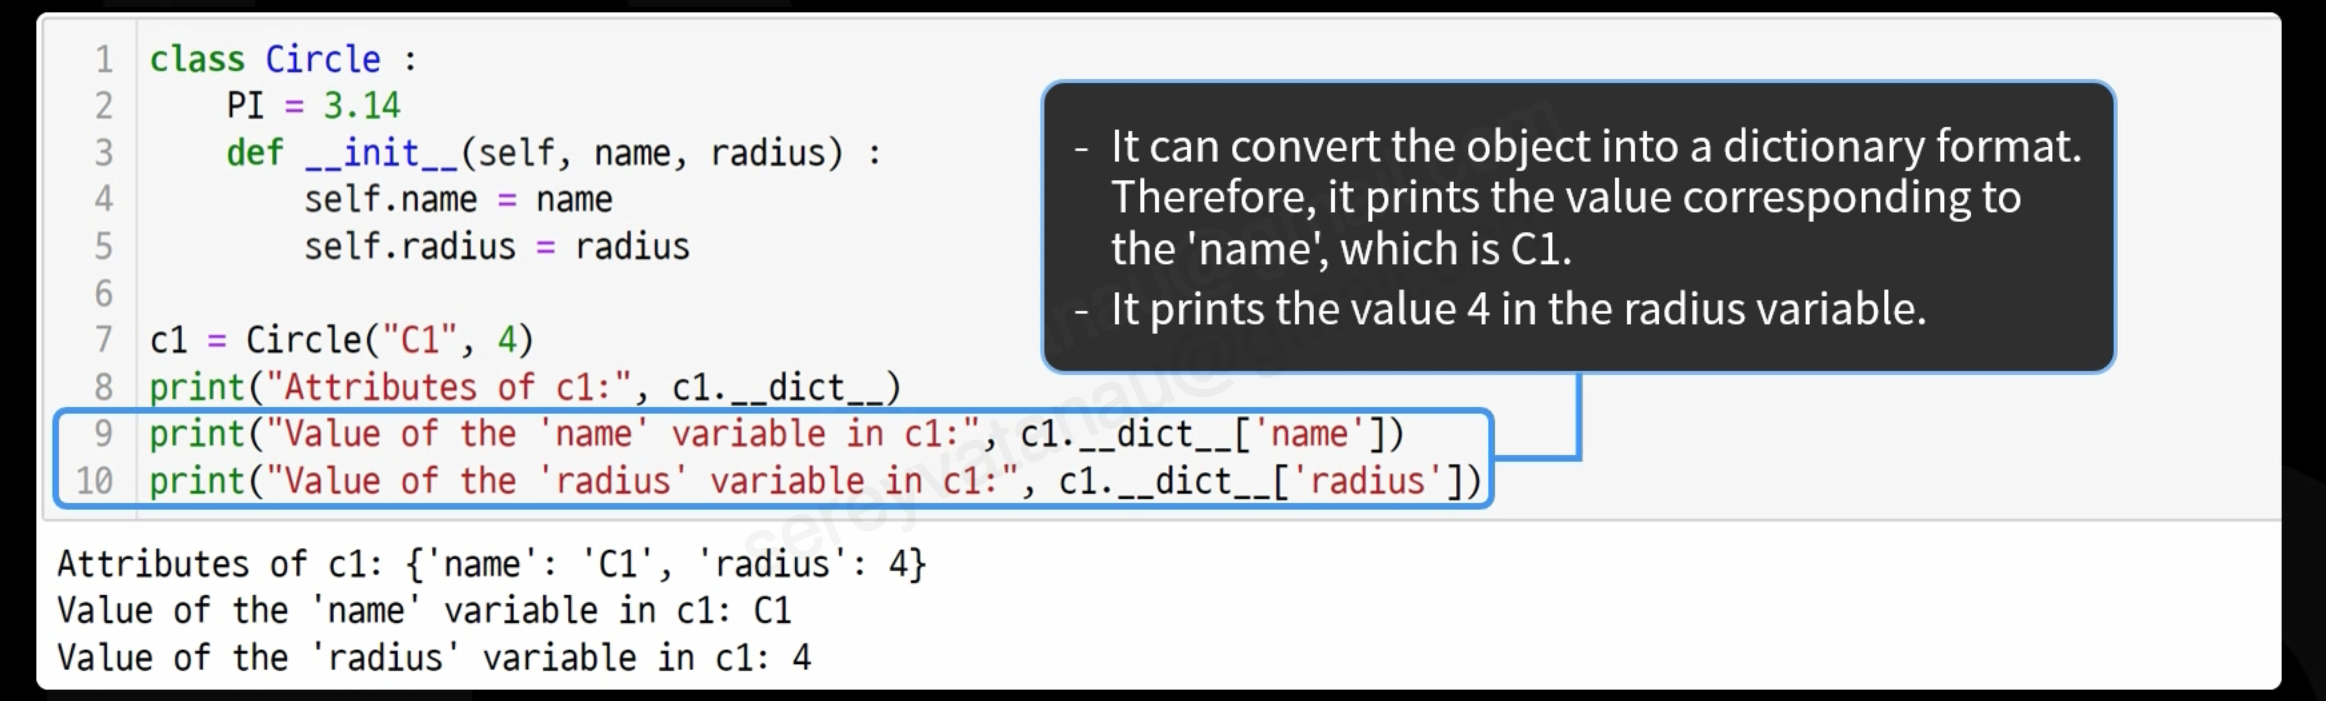 1 class Circle :
2     PI = 3.14
3     def __init__(self, name, radius) :
4         self.name = name
5         self.radius = radius
6
7 c1 = Circle("C1", 4)
8 print("Attributes of c1:", c1.__dict__)
9 print("Value of the 'name' variable in c1:", c1.__dict__['name'])
10 print("Value of the 'radius' variable in c1:", c1.__dict__['radius'])
- It can convert the object into a dictionary format.
Therefore, it prints the value corresponding to
the 'name', which is C1.
- It prints the value 4 in the radius variable.
Attributes of c1: {'name': 'C1', 'radius': 4}
Value of the 'name' variable in c1: C1
Value of the 'radius' variable in c1: 4